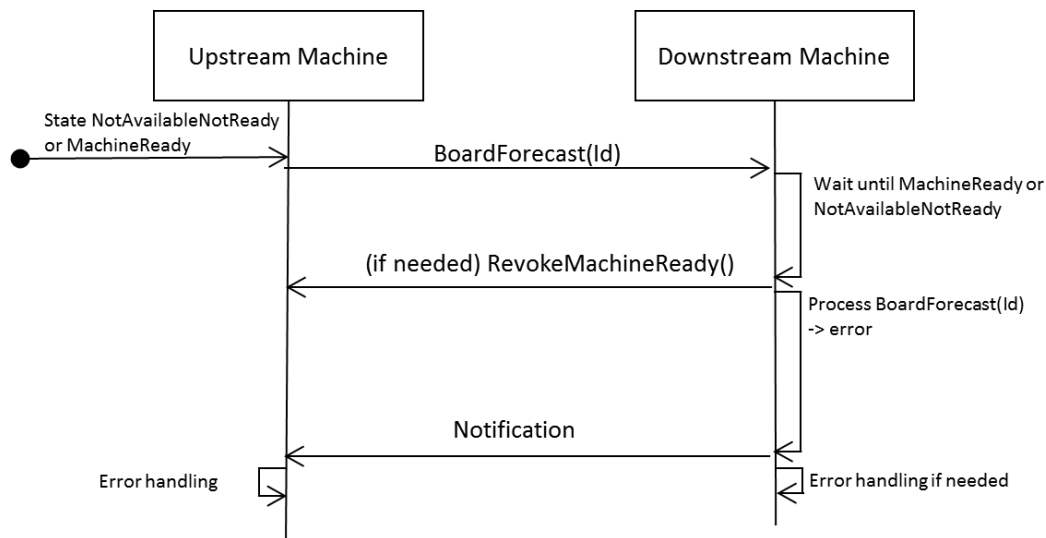 Upstream Machine
Downstream Machine
State NotAvailableNotReady
or MachineReady
BoardForecast(Id)
Wait until MachineReady or
NotAvailableNotReady
(if needed) RevokeMachineReady()
Process BoardForecast(Id)
-> error
Notification
Error handling
Error handling if needed